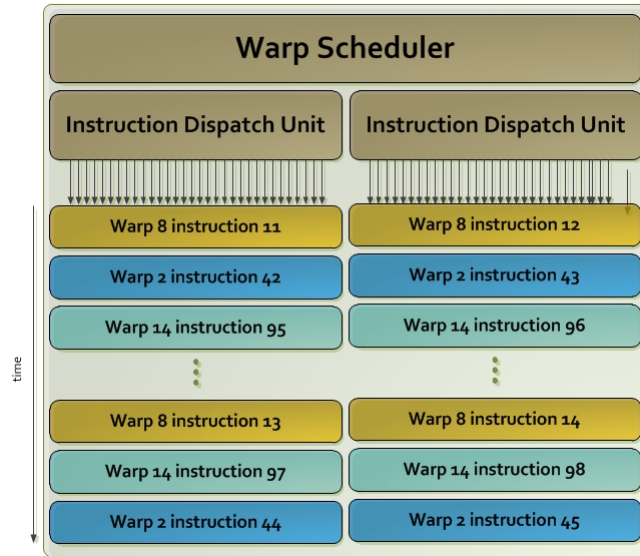 Warp Scheduler
Instruction Dispatch Unit
Instruction Dispatch Unit
Warp 8 instruction 11
Warp 8 instruction 12
Warp 2 instruction 42
Warp 2 instruction 43
Warp 14 instruction 95
Warp 14 instruction 96
time
Warp 8 instruction 13
Warp 8 instruction 14
Warp 14 instruction 97
Warp 14 instruction 98
Warp 2 instruction 44
Warp 2 instruction 45